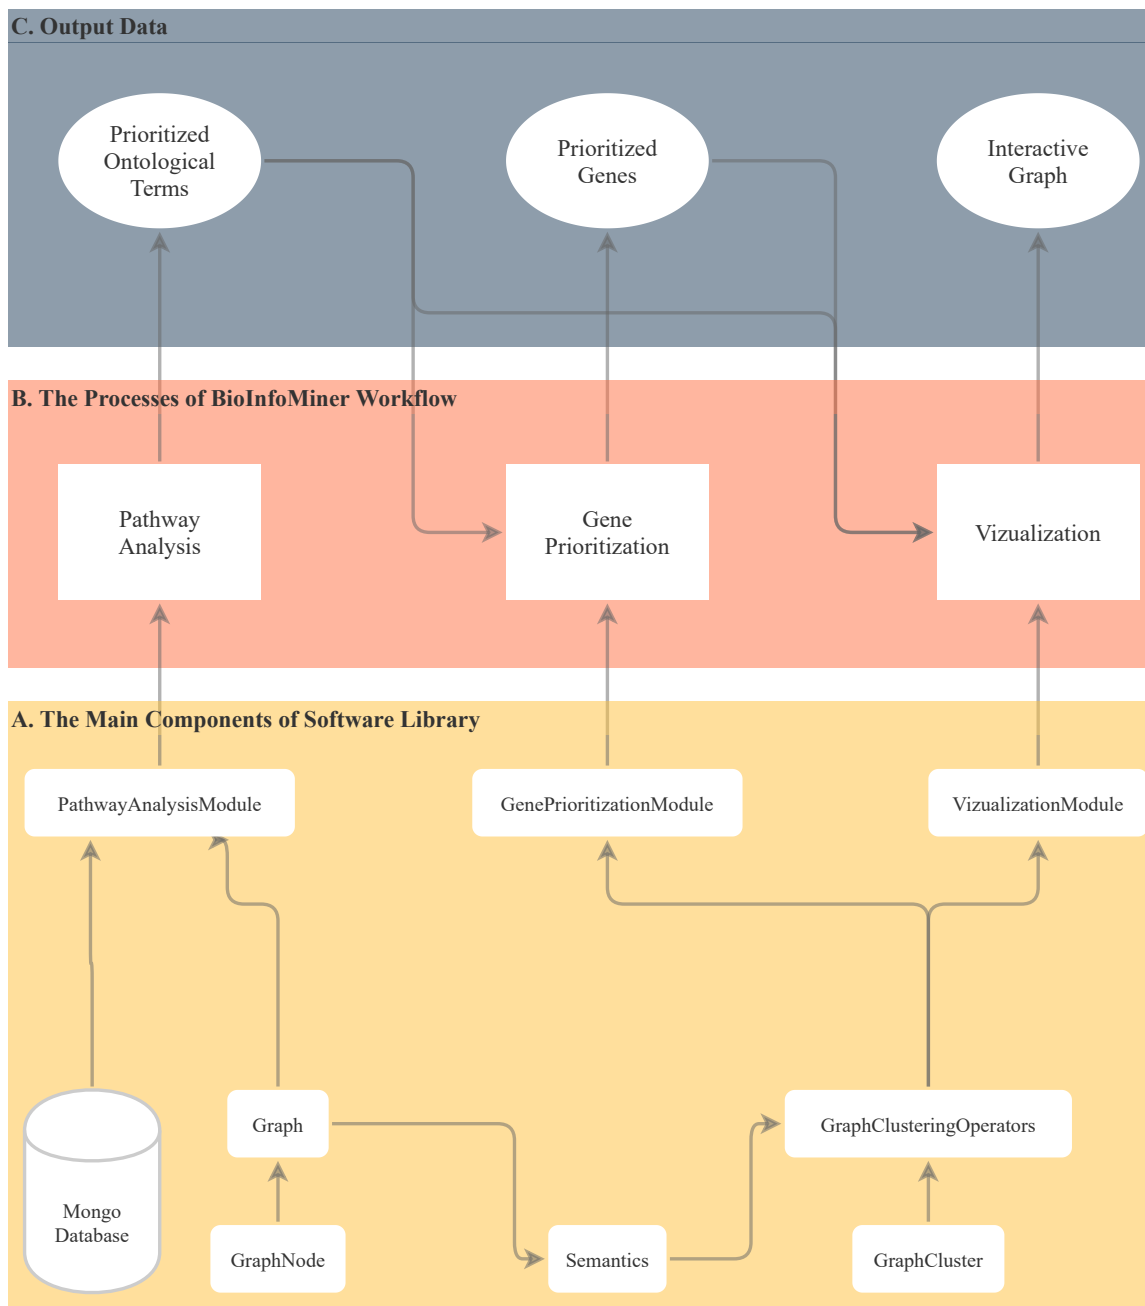 C. Output Data
Prioritized
Ontological
Terms
Prioritized
Genes
Interactive
Graph
B. The Processes of BioInfoMiner Workflow
Pathway
Analysis
Gene
Prioritization
Vizualization
A. The Main Components of Software Library
PathwayAnalysisModule
GenePrioritizationModule
VizualizationModule
Graph
GraphClusteringOperators
Mongo
Database
GraphNode
Semantics
GraphCluster